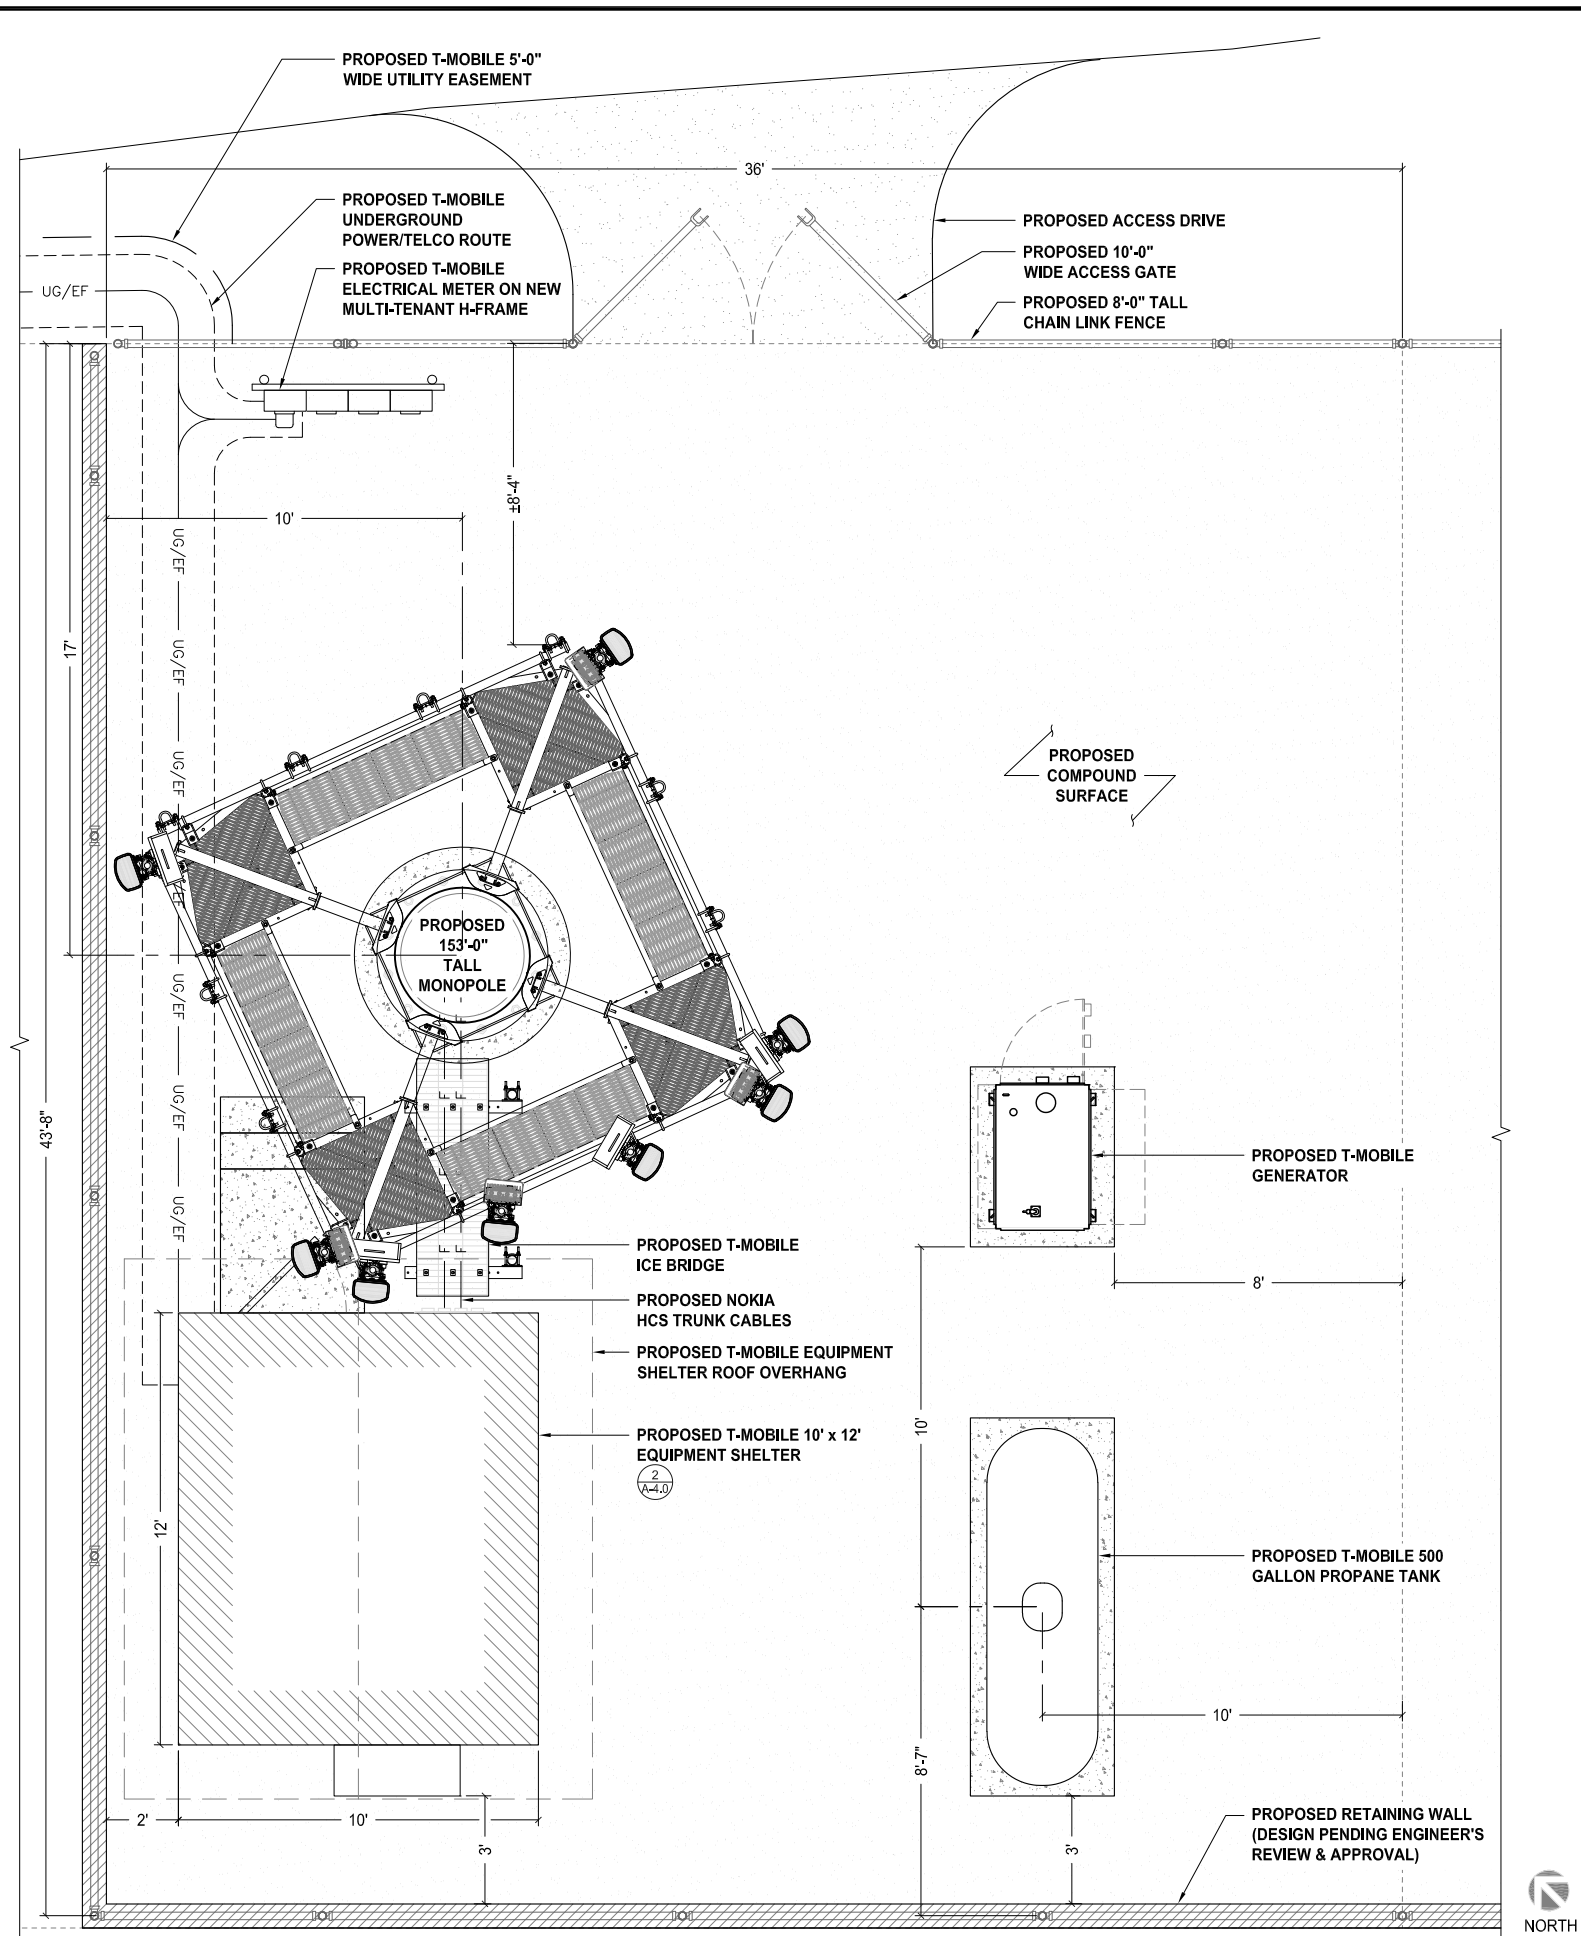 PROPOSED T-MOBILE 5'-0"
WIDE UTILITY EASEMENT
36'
PROPOSED T-MOBILE
UNDERGROUND
POWER/TELCO ROUTE
PROPOSED T-MOBILE
ELECTRICAL METER ON NEW
MULTI-TENANT H-FRAME
PROPOSED ACCESS DRIVE
PROPOSED 10'-0"
WIDE ACCESS GATE
PROPOSED 8'-0" TALL
CHAIN LINK FENCE
UG/EF
±8'-4"
10'
UG/EF
UG/EF
UG/EF
UG/EF
UG/EF
UG/EF
17'
43'-8"
PROPOSED
COMPOUND
SURFACE
PROPOSED
153'-0"
TALL
MONOPOLE
PROPOSED T-MOBILE
GENERATOR
PROPOSED T-MOBILE
ICE BRIDGE
8'
PROPOSED NOKIA
HCS TRUNK CABLES
PROPOSED T-MOBILE EQUIPMENT
SHELTER ROOF OVERHANG
PROPOSED T-MOBILE 10' x 12'
EQUIPMENT SHELTER
2
A-4.0
10'
12'
PROPOSED T-MOBILE 500
GALLON PROPANE TANK
10'
8'-7"
2'
10'
3'
3'
PROPOSED RETAINING WALL
(DESIGN PENDING ENGINEER'S
REVIEW & APPROVAL)
NORTH